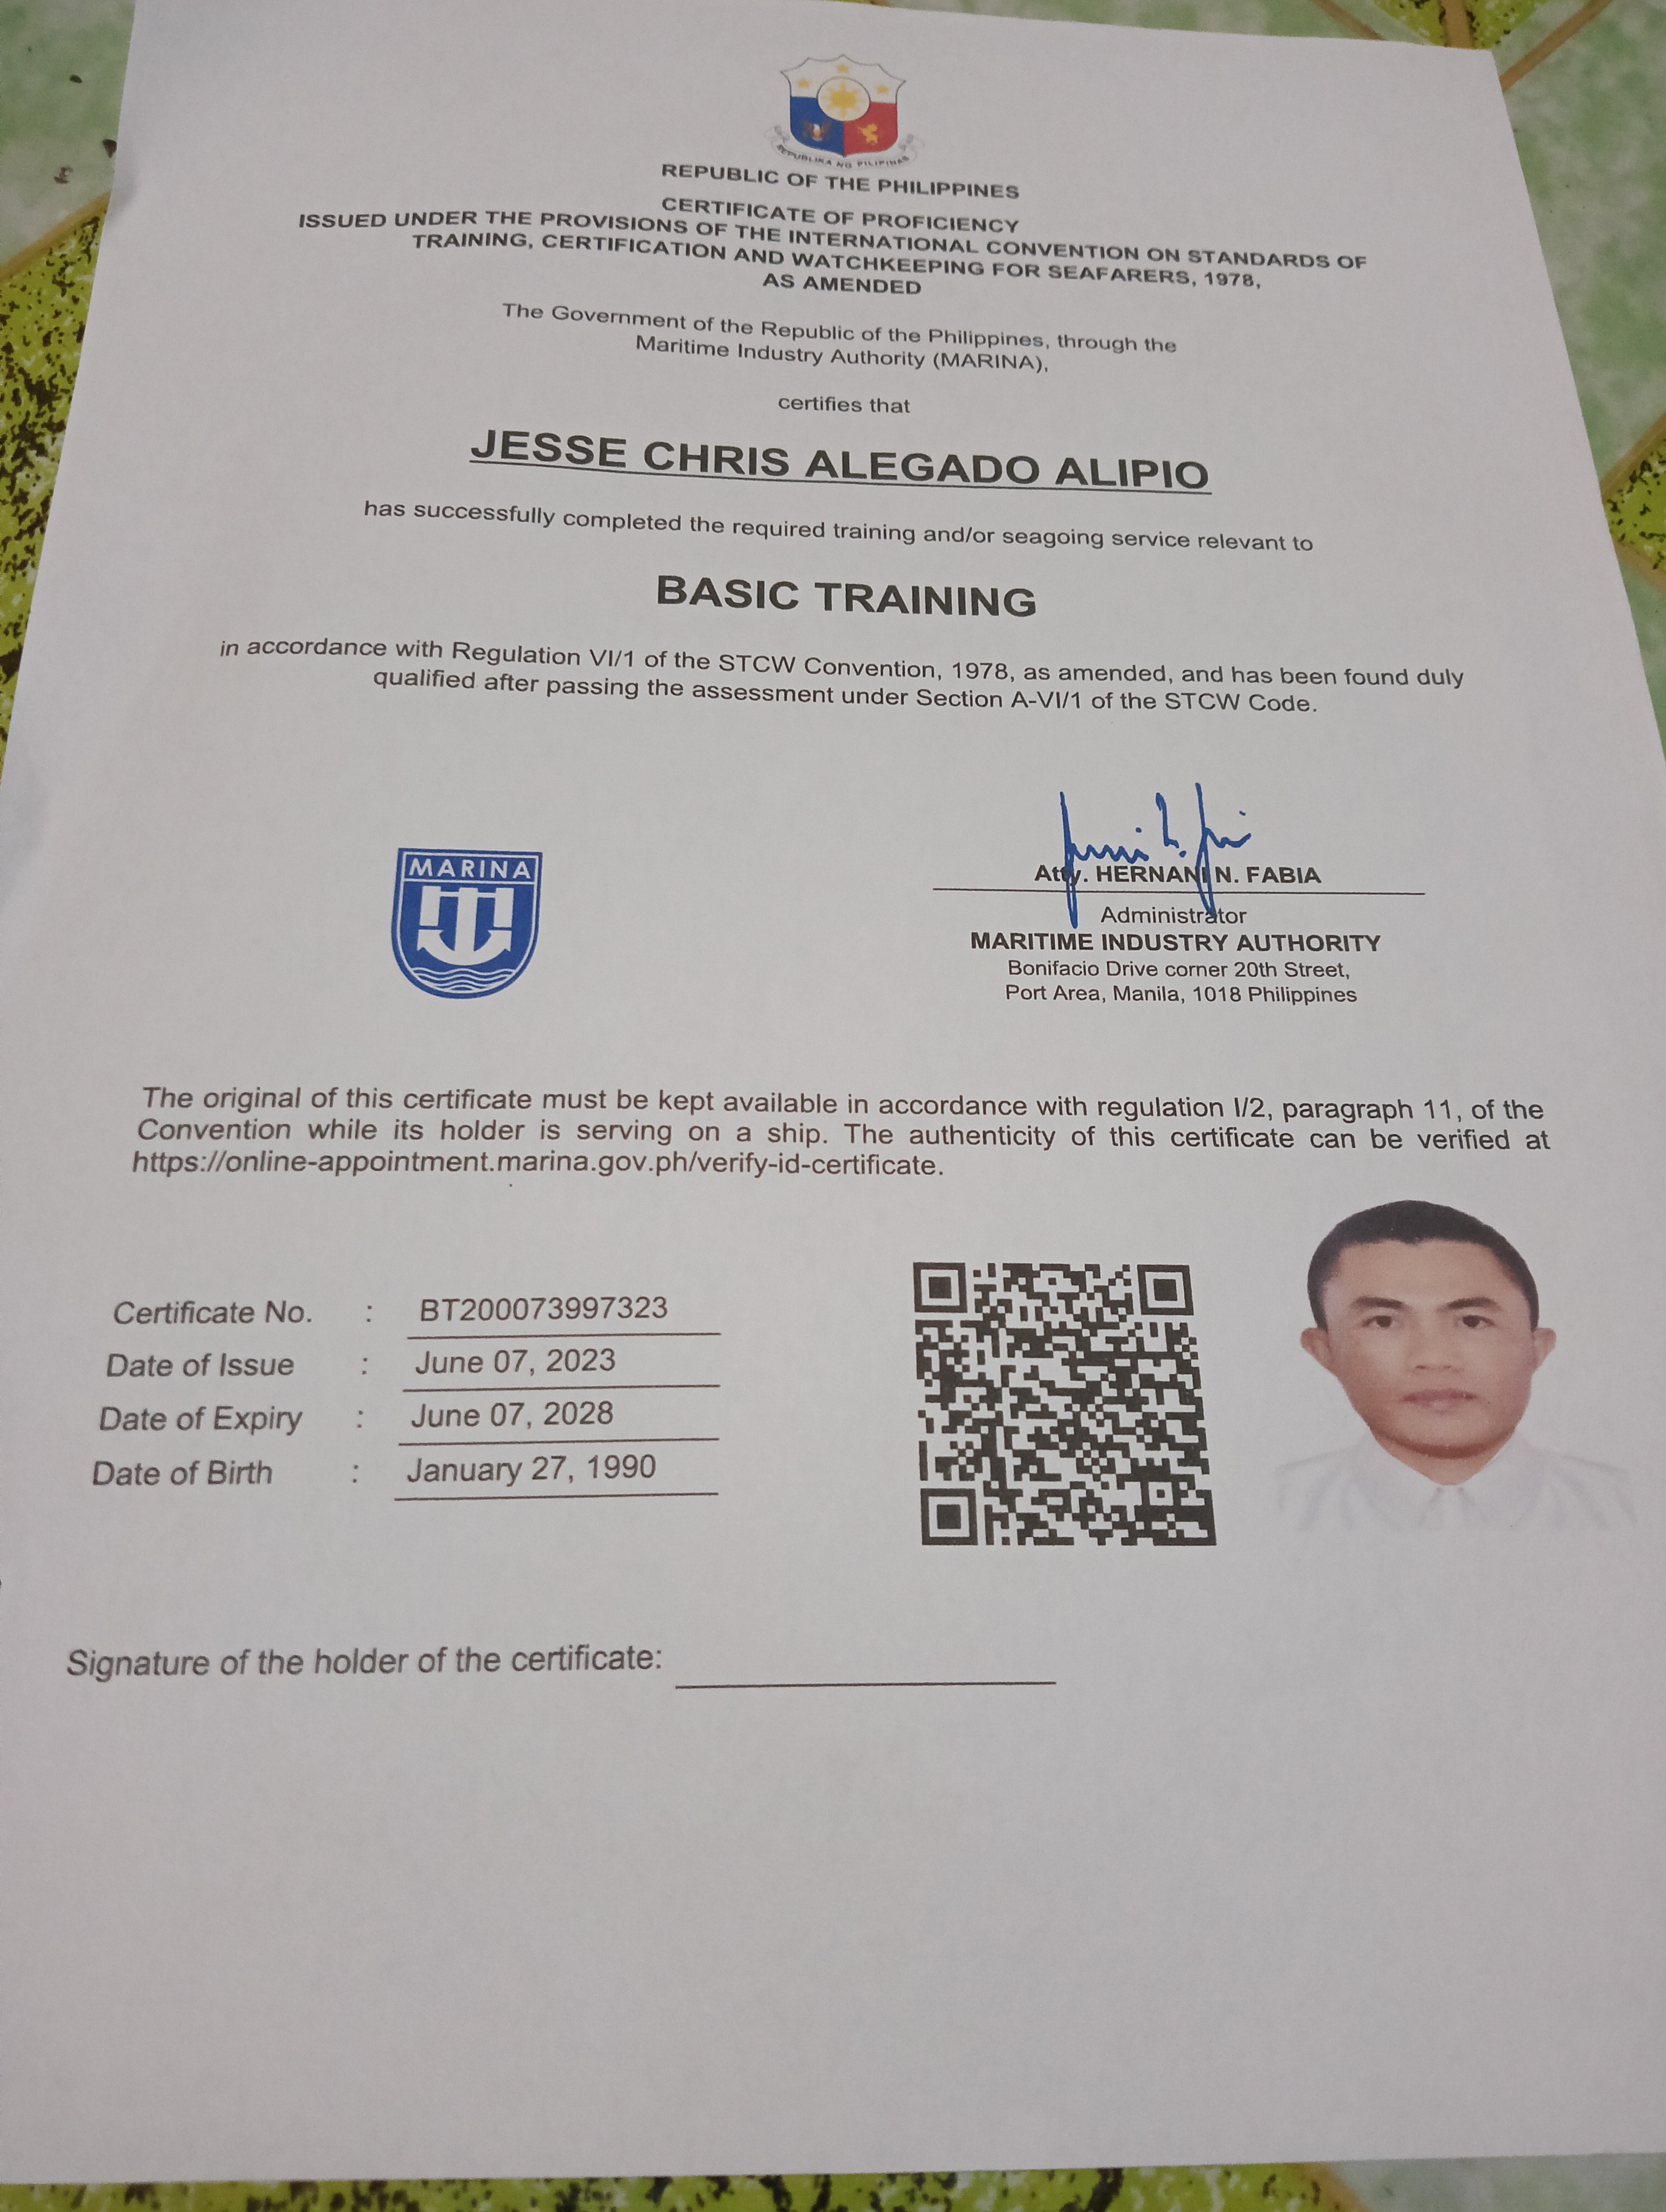 REPUBLIKA NG PILIPINAS
REPUBLIC OF THE PHILIPPINES
CERTIFICATE OF PROFICIENCY
ISSUED UNDER THE PROVISIONS OF THE INTERNATIONAL CONVENTION ON STANDARDS OF
TRAINING, CERTIFICATION AND WATCHKEEPING FOR SEAFARERS, 1978,
AS AMENDED
The Government of the Republic of the Philippines, through the
Maritime Industry Authority (MARINA),
certifies that
JESSE CHRIS ALEGADO ALIPIO
has successfully completed the required training and/or seagoing service relevant to
BASIC TRAINING
in accordance with Regulation VI/1 of the STCW Convention, 1978, as amended, and has been found duly
qualified after passing the assessment under Section A-VI/1 of the STCW Code.
MARINA
Atty. HERNANI N. FABIA
Administrator
MARITIME INDUSTRY AUTHORITY
Bonifacio Drive corner 20th Street,
Port Area, Manila, 1018 Philippines
The original of this certificate must be kept available in accordance with regulation I/2, paragraph 11, of the
Convention while its holder is serving on a ship. The authenticity of this certificate can be verified at
https://online-appointment.marina.gov.ph/verify-id-certificate.
Certificate No. : BT200073997323
Date of Issue : June 07, 2023
Date of Expiry : June 07, 2028
Date of Birth : January 27, 1990
Signature of the holder of the certificate: